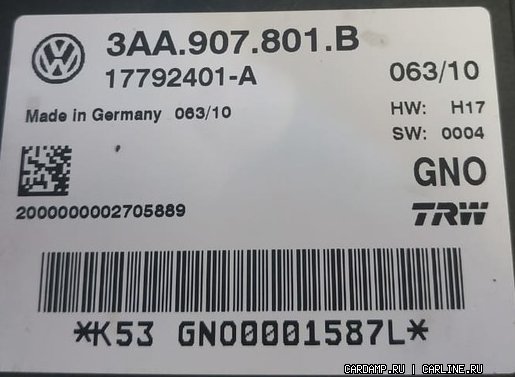 3AA.907.801.B
17792401-A
063/10
Made in Germany 063/10
HW: H17
SW: 0004
GNO
2000000002705889
TRW
*K53 GNO00001587L*
CARDAMP.RU | CARLINE.RU